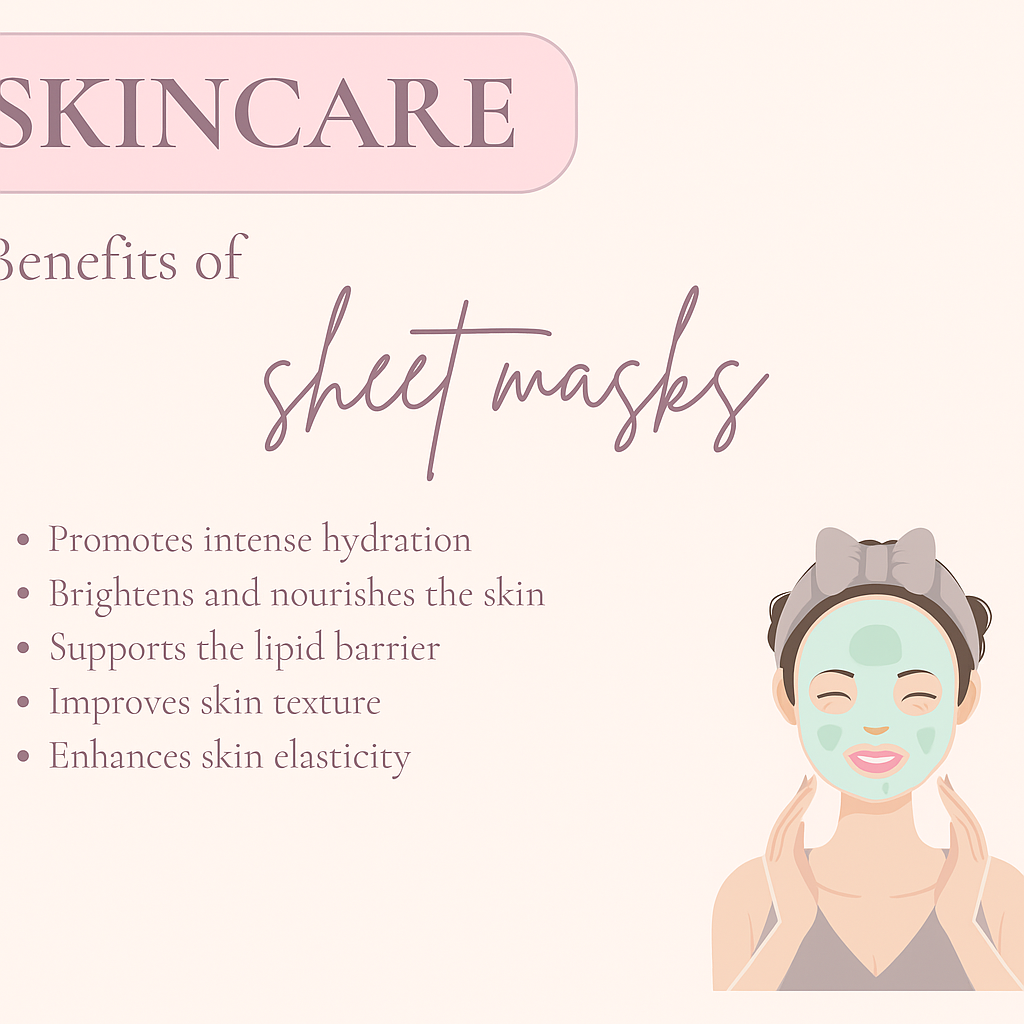 SKINCARE
Benefits of
sheet masks
• Promotes intense hydration
• Brightens and nourishes the skin
• Supports the lipid barrier
• Improves skin texture
• Enhances skin elasticity